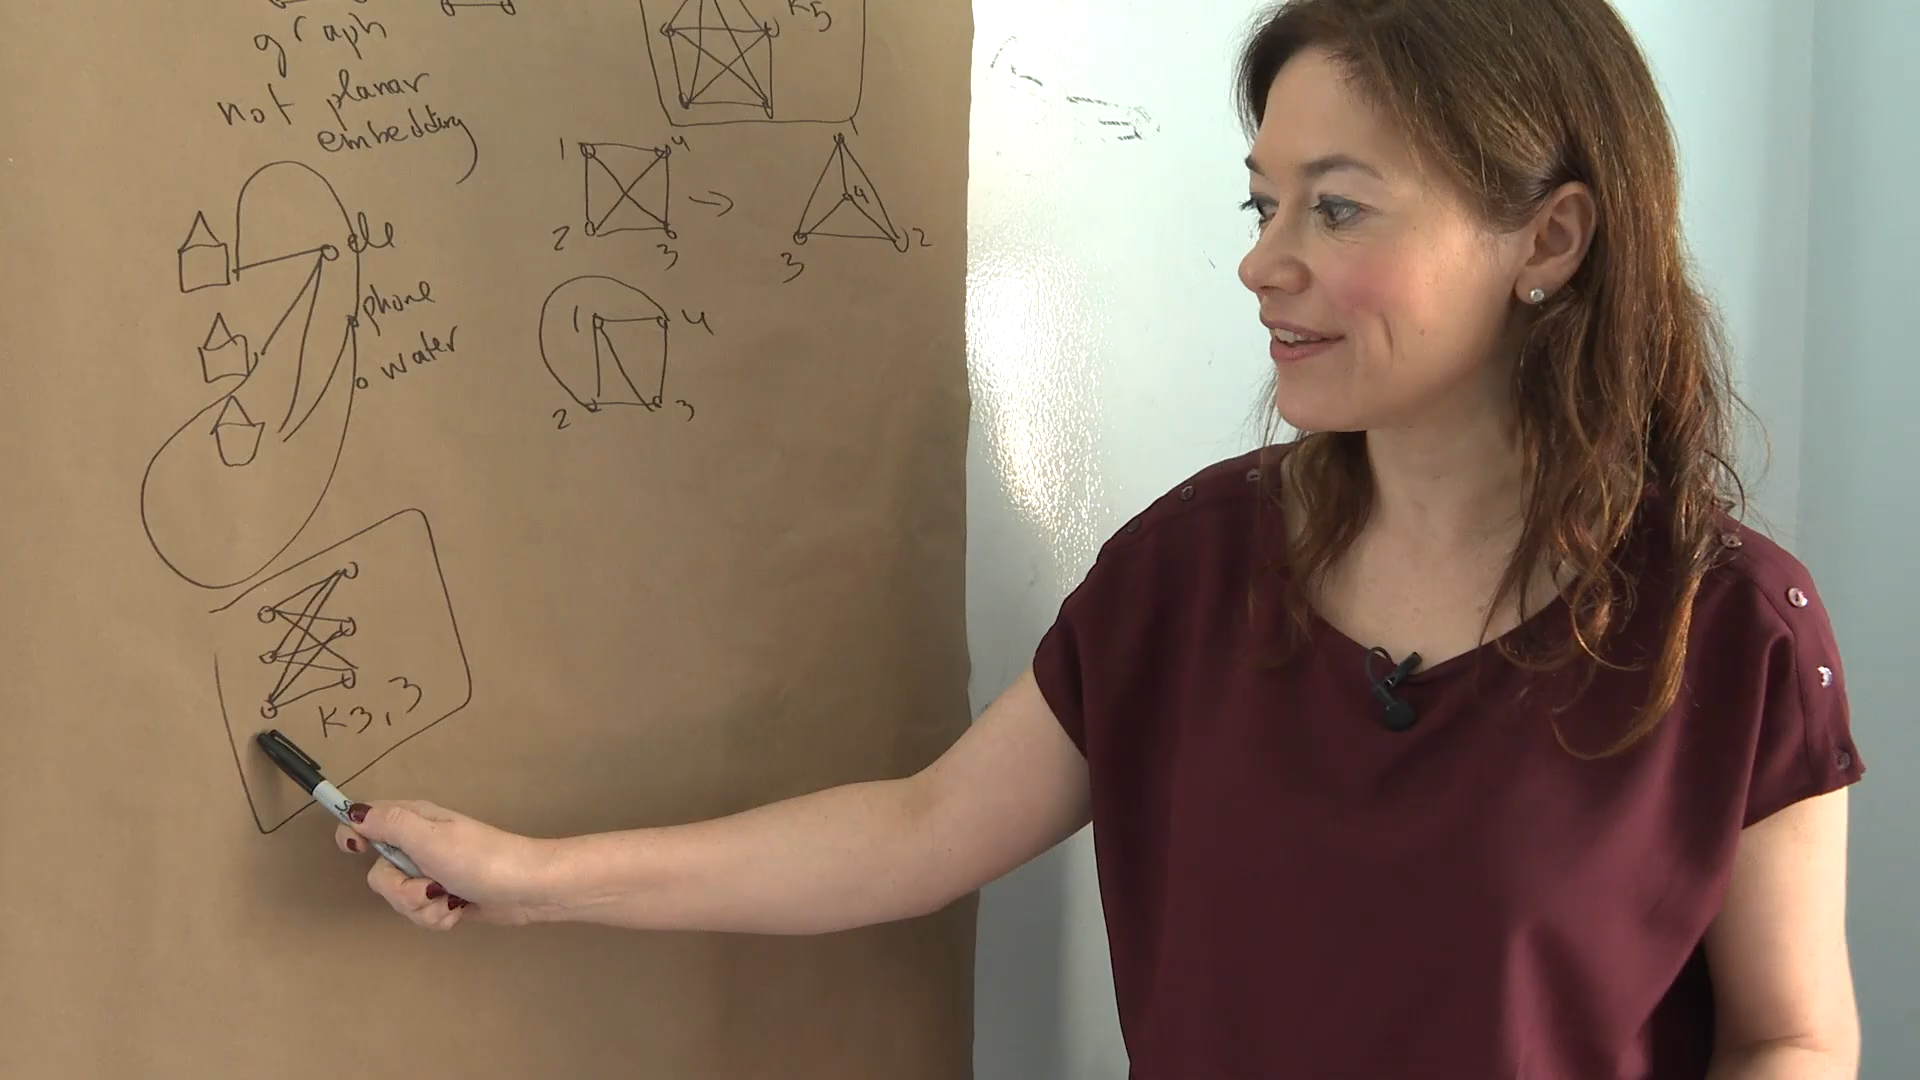 graph
not planar
embedding
K5
1 4
2 3
1
4
3 2
phone
water
1 4
2 3
K3,3